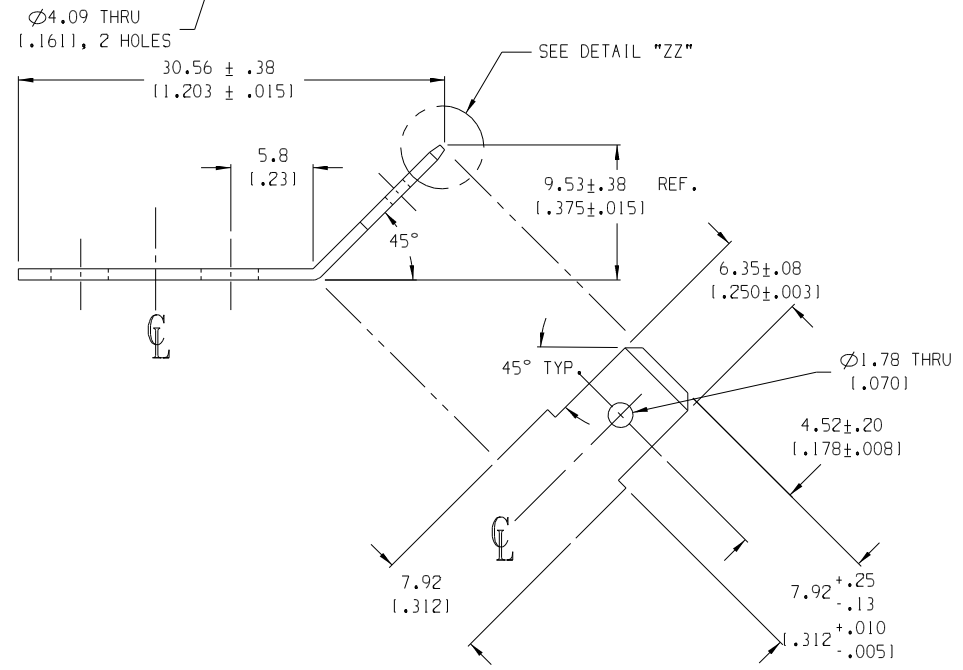 Ø4.09 THRU
[.161], 2 HOLES
30.56 ± .38
[1.203 ± .015]
SEE DETAIL "ZZ"
5.8
[.23]
9.53±.38 REF.
[.375±.015]
45°
6.35±.08
[.250±.003]
℄
45° TYP.
Ø1.78 THRU
[.070]
4.52±.20
[.178±.008]
℄
7.92
[.312]
7.92 +.25
-.13
[.312 +.010
-.005]